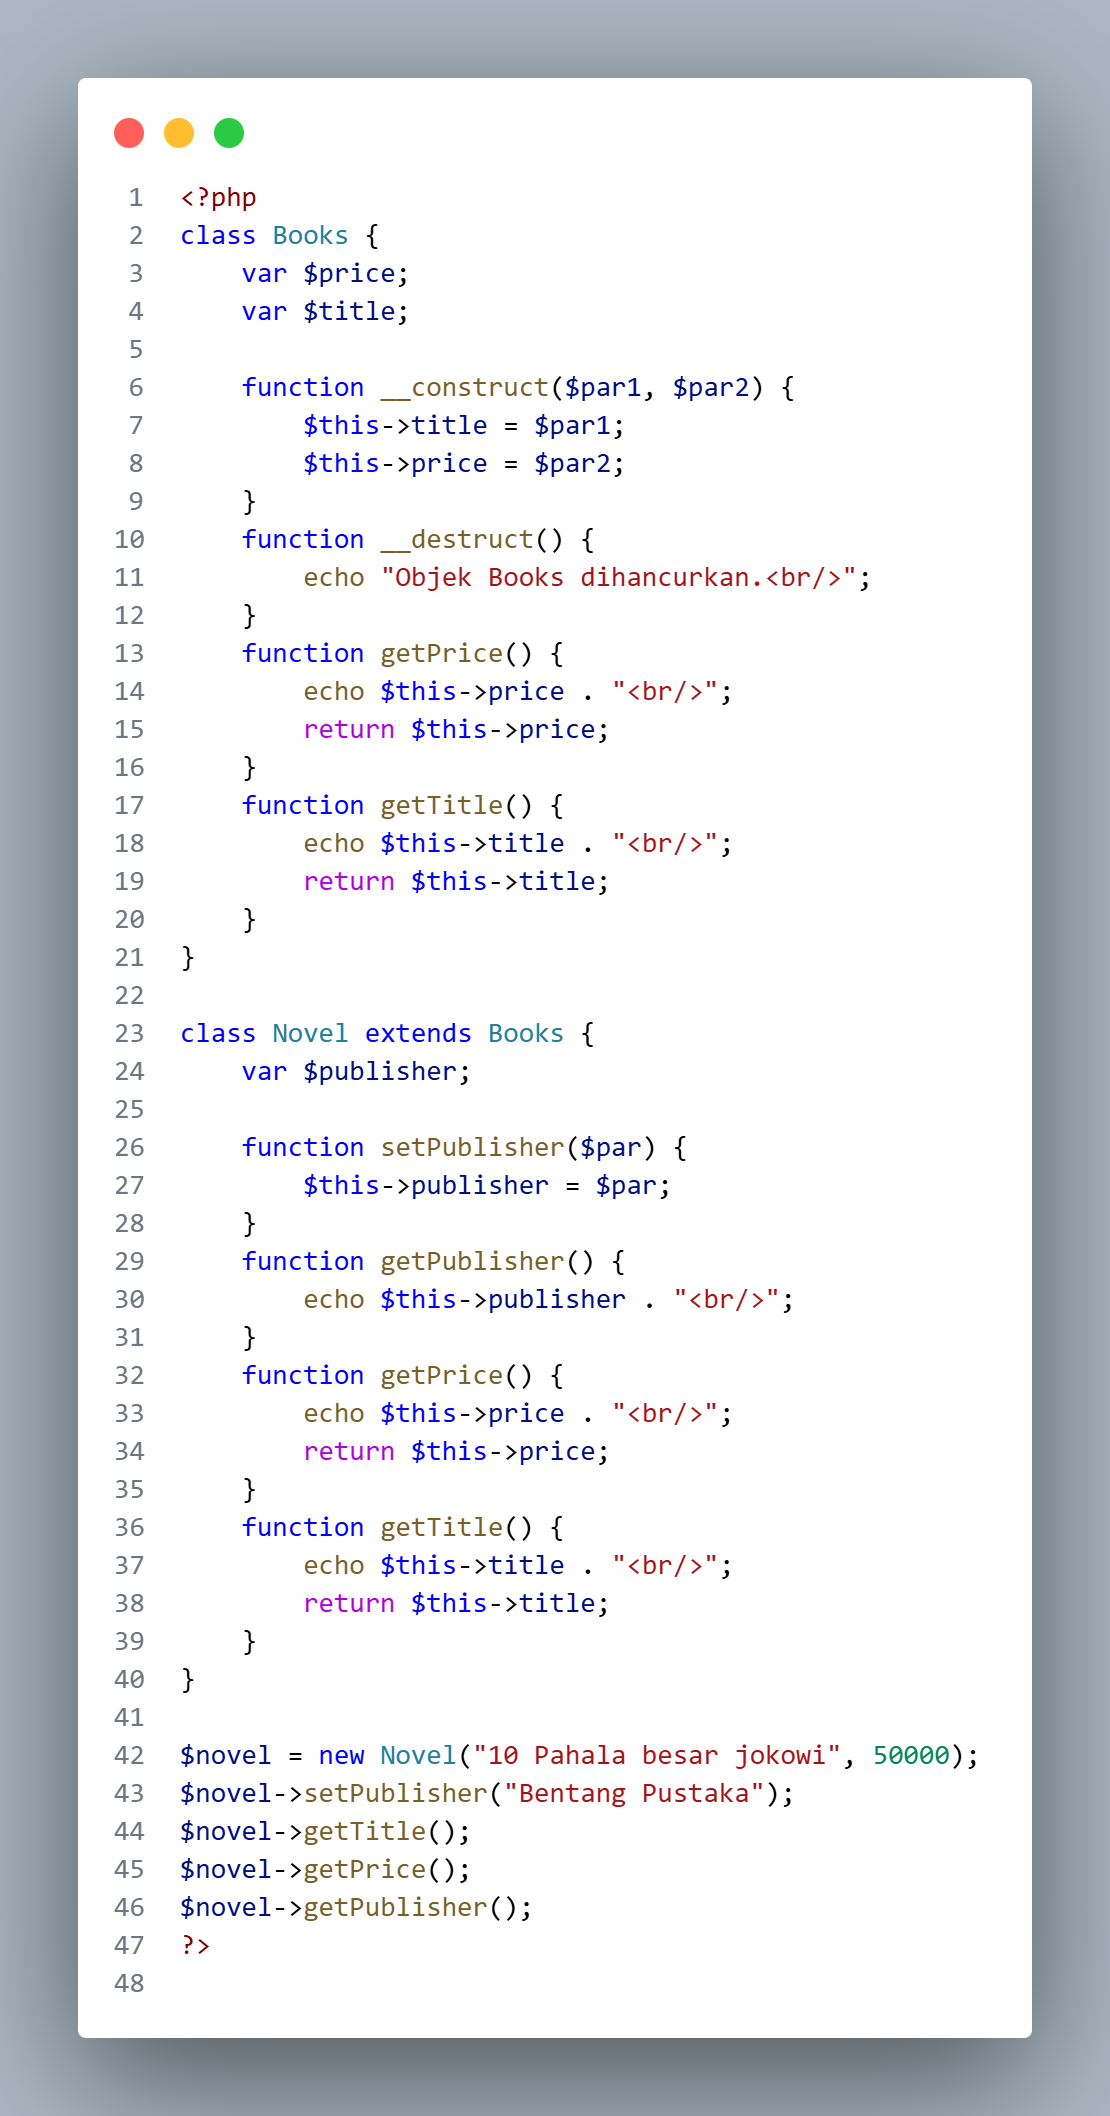 1 <?php
2 class Books {
3     var $price;
4     var $title;
5
6     function __construct($par1, $par2) {
7         $this->title = $par1;
8         $this->price = $par2;
9     }
10     function __destruct() {
11         echo "Objek Books dihancurkan.<br/>";
12     }
13     function getPrice() {
14         echo $this->price . "<br/>";
15         return $this->price;
16     }
17     function getTitle() {
18         echo $this->title . "<br/>";
19         return $this->title;
20     }
21 }
22
23 class Novel extends Books {
24     var $publisher;
25
26     function setPublisher($par) {
27         $this->publisher = $par;
28     }
29     function getPublisher() {
30         echo $this->publisher . "<br/>";
31     }
32     function getPrice() {
33         echo $this->price . "<br/>";
34         return $this->price;
35     }
36     function getTitle() {
37         echo $this->title . "<br/>";
38         return $this->title;
39     }
40 }
41
42 $novel = new Novel("10 Pahala besar jokowi", 50000);
43 $novel->setPublisher("Bentang Pustaka");
44 $novel->getTitle();
45 $novel->getPrice();
46 $novel->getPublisher();
47 ?>
48